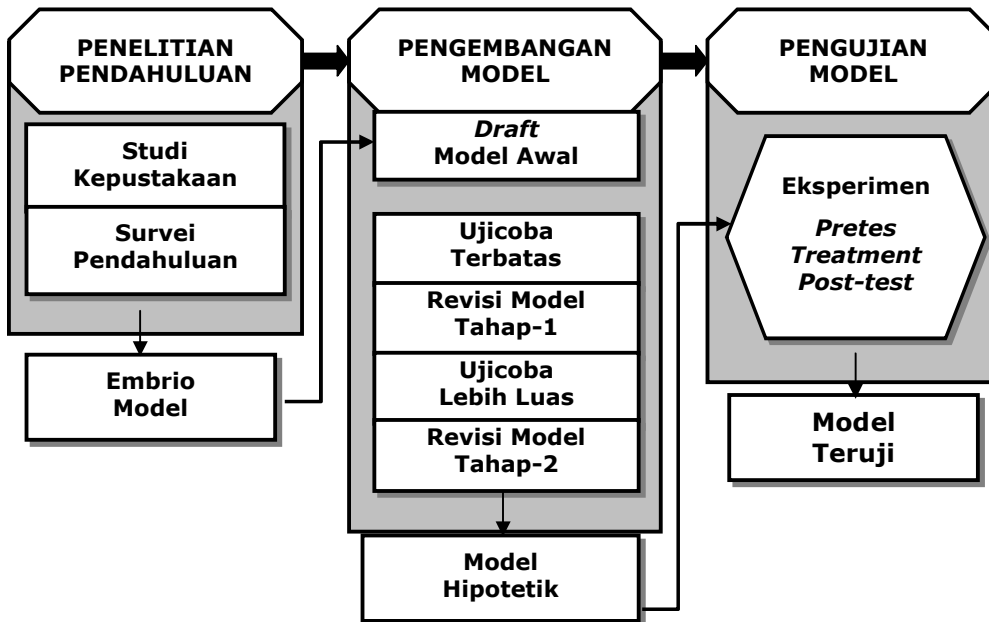 PENELITIAN
PENDAHULUAN
Studi
Kepustakaan
Survei
Pendahuluan
Embrio
Model
PENGEMBANGAN
MODEL
Draft
Model Awal
Ujicoba
Terbatas
Revisi Model
Tahap-1
Ujicoba
Lebih Luas
Revisi Model
Tahap-2
Model
Hipotetik
PENGUJIAN
MODEL
Eksperimen
Pretes
Treatment
Post-test
Model
Teruji